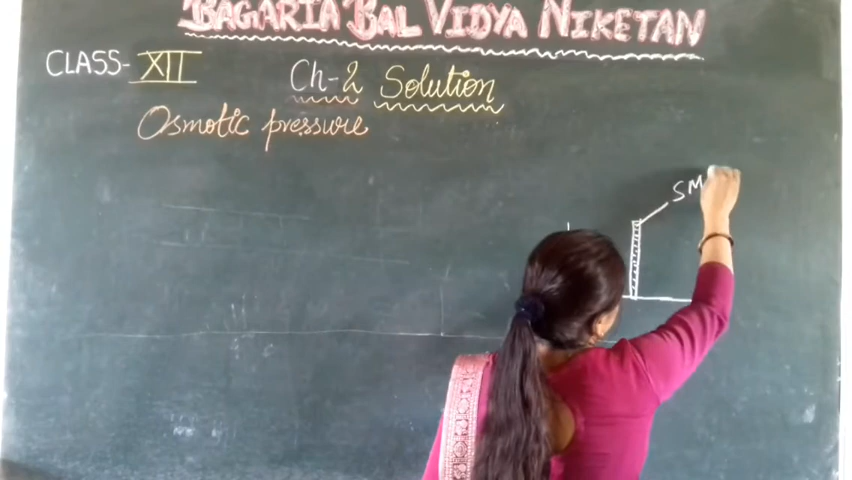 BAGARIA BAL VIDYA NIKETAN
CLASS- XII
Ch-2 Solution
Osmotic pressure
SM